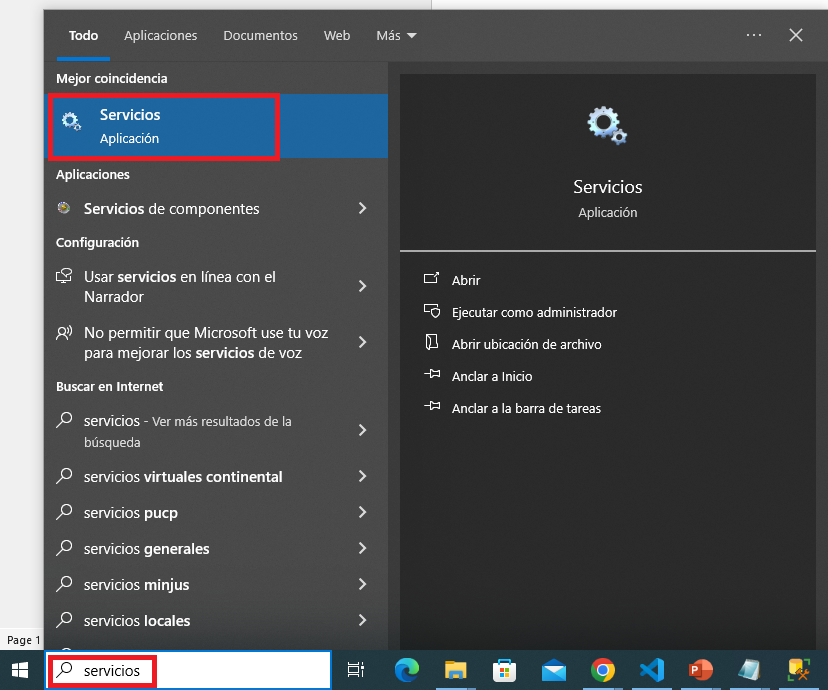 Todo
Aplicaciones
Documentos
Web
Más
Mejor coincidencia
Servicios
Aplicación
Aplicaciones
Servicios de componentes
Configuración
Usar servicios en línea con el
Narrador
No permitir que Microsoft use tu voz
para mejorar los servicios de voz
Buscar en Internet
servicios - Ver más resultados de la
búsqueda
servicios virtuales continental
servicios pucp
servicios generales
servicios minjus
servicios locales
Servicios
Aplicación
Abrir
Ejecutar como administrador
Abrir ubicación de archivo
Anclar a Inicio
Anclar a la barra de tareas
Page 1
servicios